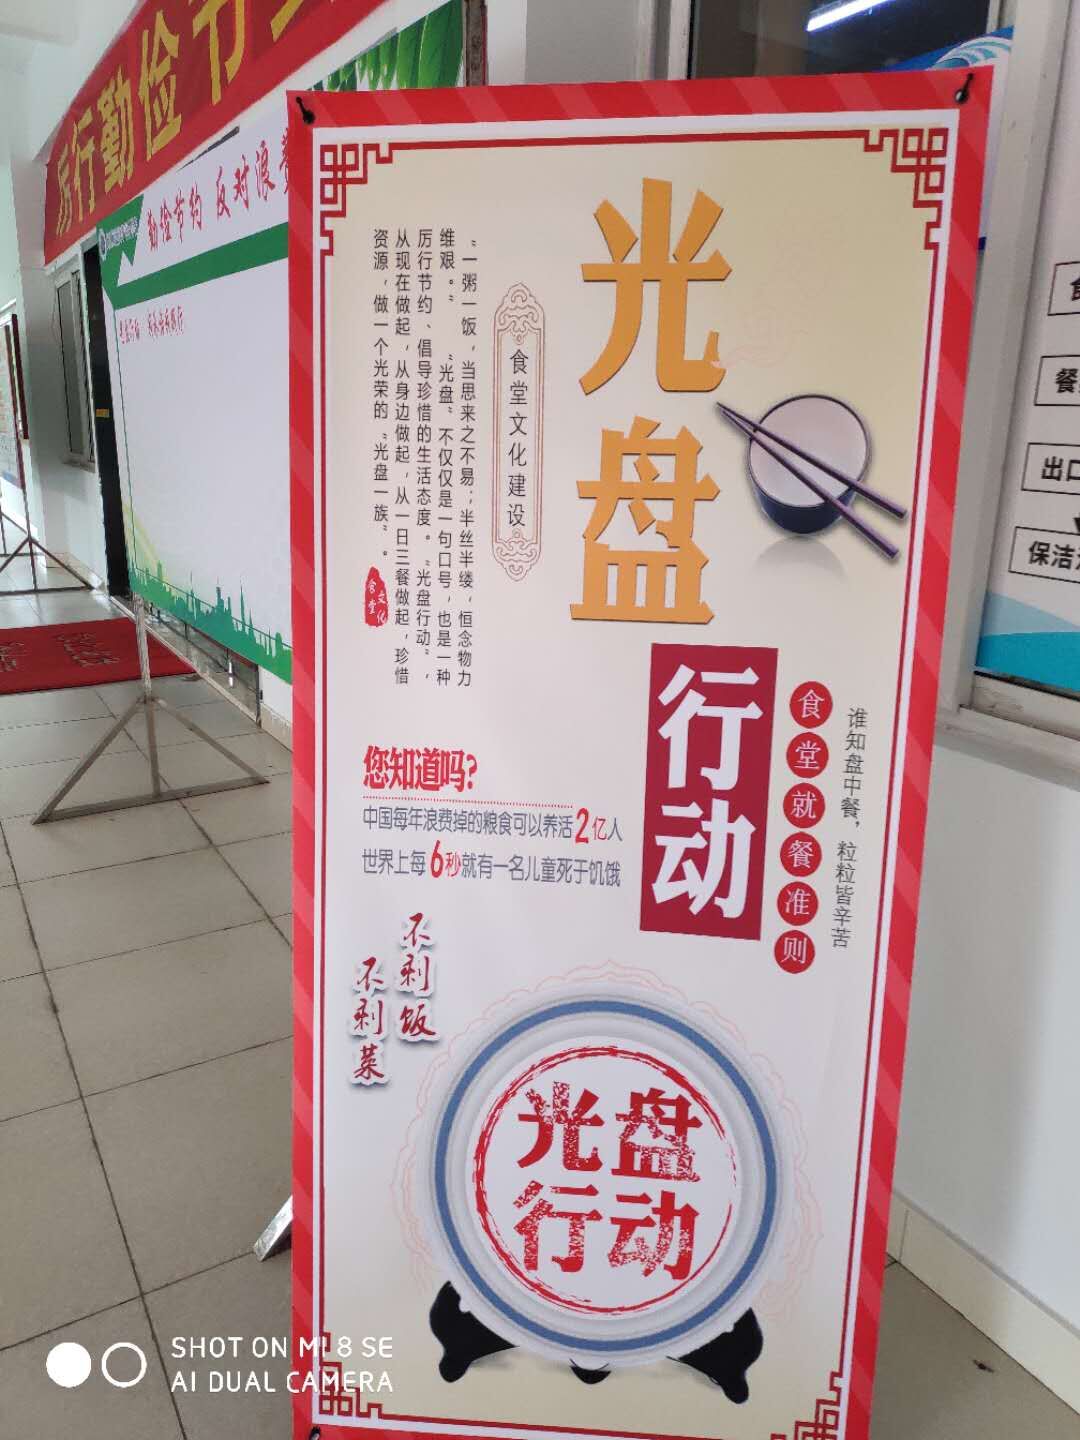 厉行勤俭节
勤俭节约 反对浪费
光盘
行动
食堂就餐准则
谁知盘中餐，粒粒皆辛苦
食堂文化建设
“一粥一饭，当思来之不易；半丝半缕，恒念物力
维艰。”“光盘”不仅仅是一句口号，也是一种
厉行节约、倡导珍惜的生活态度。“光盘行动”，
从现在做起，从身边做起，从一日三餐做起，珍惜
资源，做一个光荣的“光盘一族”。
食堂
文化
您知道吗?
中国每年浪费掉的粮食可以养活2亿人
世界上每6秒就有一名儿童死于饥饿
不剩饭
不剩菜
光盘
行动
餐
出口
保洁
SHOT ON MI 8 SE
AI DUAL CAMERA